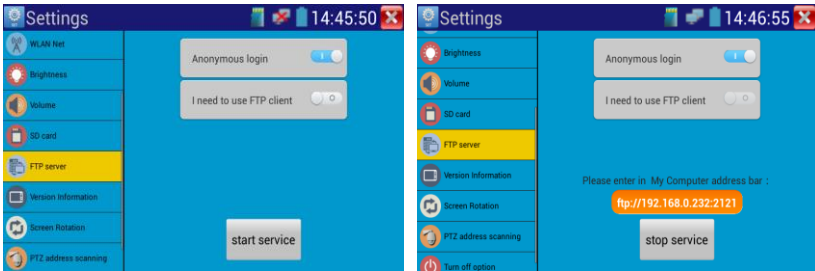 Settings
14:45:50
WLAN Net
Brightness
Volume
SD card
FTP server
Version Information
Screen Rotation
PTZ address scanning
Anonymous login
I need to use FTP client
start service
Settings
14:46:55
Brightness
Volume
SD card
FTP server
Version Information
Screen Rotation
PTZ address scanning
Turn off option
Anonymous login
I need to use FTP client
Please enter in My Computer address bar :
ftp://192.168.0.232:2121
stop service